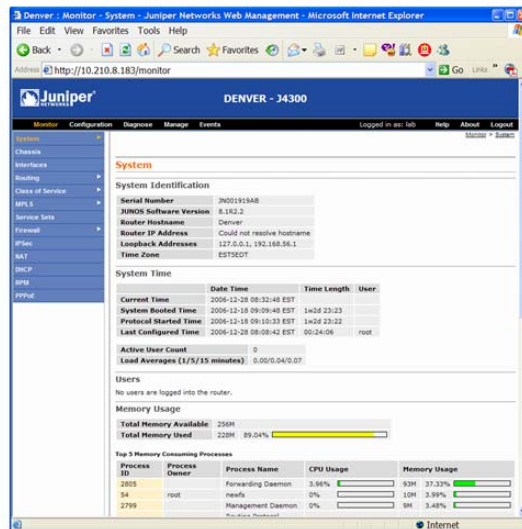 Denver : Monitor - System - Juniper Networks Web Management - Microsoft Internet Explorer
File Edit View Favorites Tools Help
Back Search Favorites
Address http://10.210.8.183/monitor Go Links »
Juniper NETWORKS DENVER - J4300
Monitor Configuration Diagnose Manage Events Logged in as: lab Help About Logout
Monitor > System
System
Chassis
Interfaces
Routing
Class of Service
MPLS
Service Sets
Firewall
IPSec
NAT
DHCP
RPM
PPPoE
System
System Identification
Serial Number JN001919AB
JUNOS Software Version 8.1R2.2
Router Hostname Denver
Router IP Address Could not resolve hostname
Loopback Addresses 127.0.0.1, 192.168.56.1
Time Zone EST5EDT
System Time
Date Time Time Length User
Current Time 2006-12-28 08:32:48 EST
System Booted Time 2006-12-18 09:09:48 EST 1w2d 23:23
Protocol Started Time 2006-12-18 09:10:33 EST 1w2d 23:22
Last Configured Time 2006-12-28 08:08:42 EST 00:24:06 root
Active User Count 0
Load Averages (1/5/15 minutes) 0.00/0.04/0.07
Users
No users are logged into the router.
Memory Usage
Total Memory Available 256M
Total Memory Used 228M 89.04%
Top 5 Memory Consuming Processes
Process ID Process Owner Process Name CPU Usage Memory Usage
2805 Forwarding Daemon 3.96% 93M 37.33%
54 root newfs 0% 10M 3.99%
2799 Management Daemon 0% 9M 3.48%
Routing Protocol
Internet